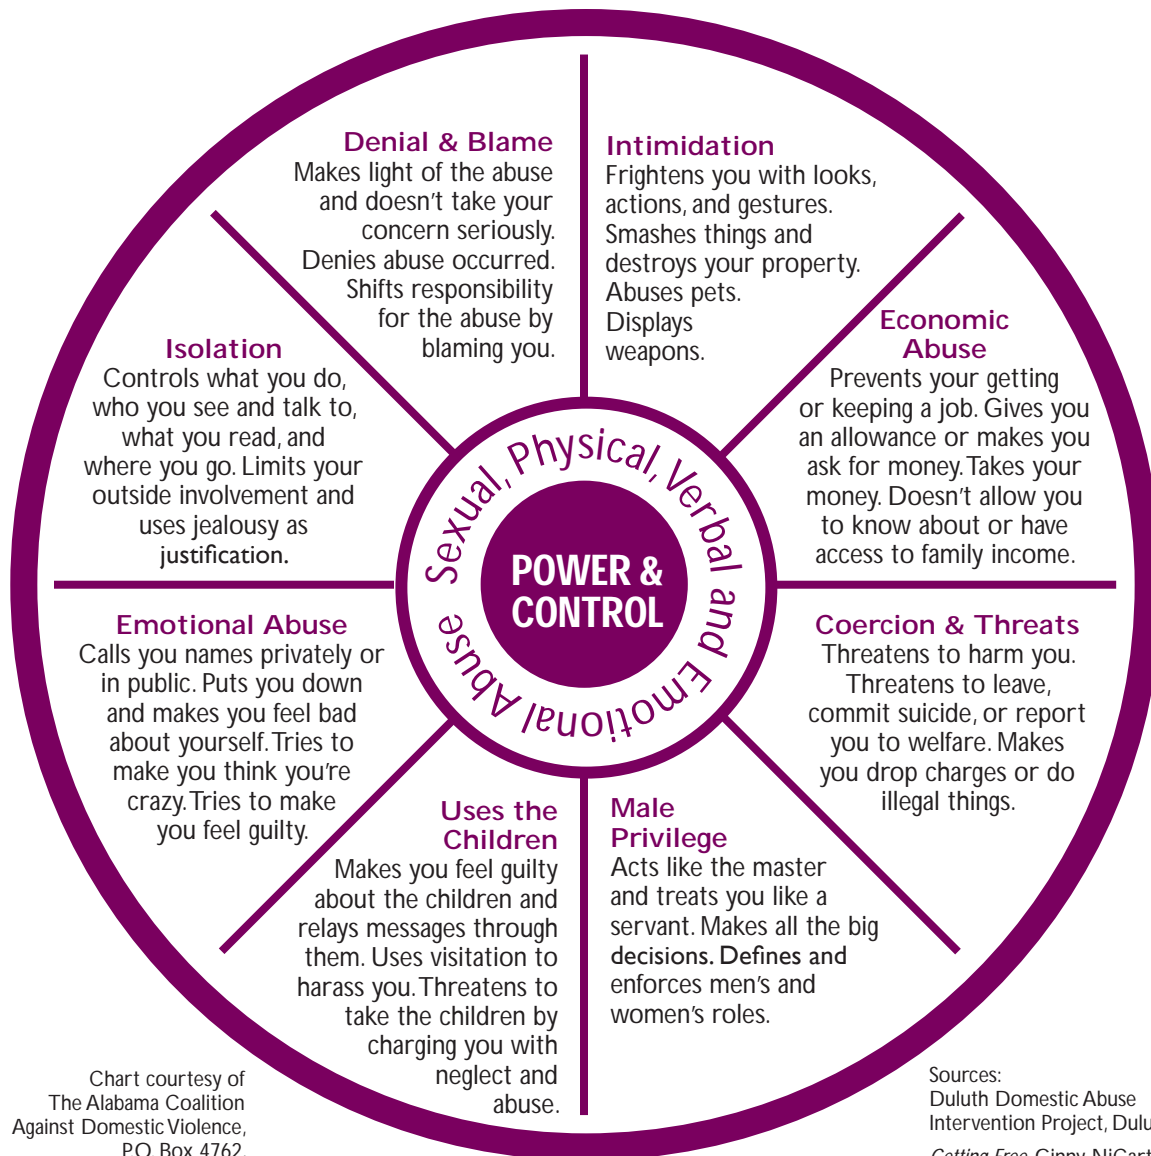 Denial & Blame
Makes light of the abuse
and doesn't take your
concern seriously.
Denies abuse occurred.
Shifts responsibility
for the abuse by
blaming you.
Intimidation
Frightens you with looks,
actions, and gestures.
Smashes things and
destroys your property.
Abuses pets.
Displays
weapons.
Economic
Abuse
Prevents your getting
or keeping a job. Gives you
an allowance or makes you
ask for money. Takes your
money. Doesn't allow you
to know about or have
access to family income.
Coercion & Threats
Threatens to harm you.
Threatens to leave,
commit suicide, or report
you to welfare. Makes
you drop charges or do
illegal things.
Male
Privilege
Acts like the master
and treats you like a
servant. Makes all the big
decisions. Defines and
enforces men's and
women's roles.
Uses the
Children
Makes you feel guilty
about the children and
relays messages through
them. Uses visitation to
harass you. Threatens to
take the children by
charging you with
neglect and
abuse.
Emotional Abuse
Calls you names privately or
in public. Puts you down
and makes you feel bad
about yourself. Tries to
make you think you're
crazy. Tries to make
you feel guilty.
Isolation
Controls what you do,
who you see and talk to,
what you read, and
where you go. Limits your
outside involvement and
uses jealousy as
justification.
Sexual, Physical, Verbal and Emotional Abuse
POWER &
CONTROL
Chart courtesy of
The Alabama Coalition
Against Domestic Violence,
P.O. Box 4762,
Sources:
Duluth Domestic Abuse
Intervention Project,
Getting Free Ginny